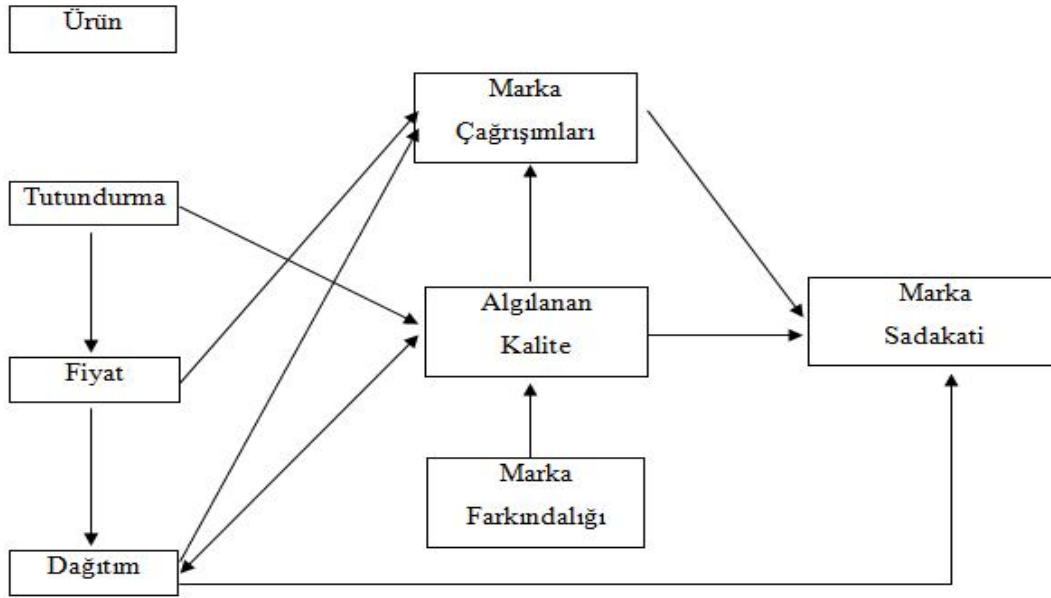 Ürün
Marka
Çağrışımları
Tutundurma
Algılanan
Kalite
Marka
Sadakati
Fiyat
Marka
Farkındalığı
Dağıtım